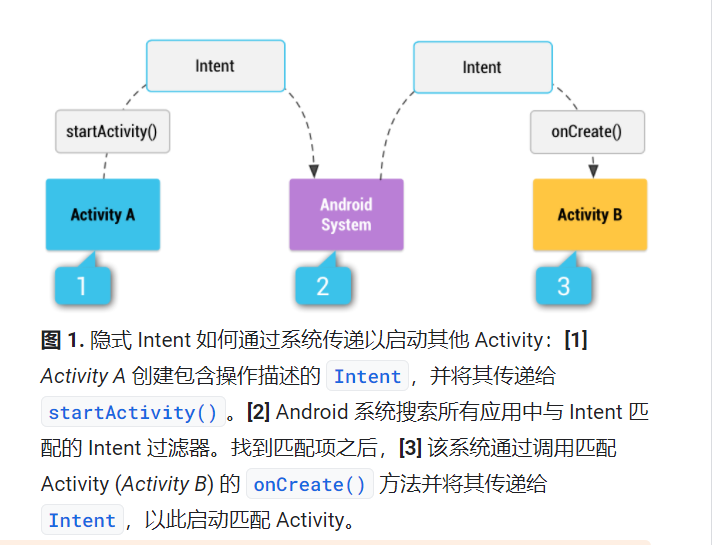 Intent
Intent
startActivity()
onCreate()
Activity A
Android
System
Activity B
1
2
3
图 1. 隐式 Intent 如何通过系统传递以启动其他 Activity：[1]
Activity A 创建包含操作描述的 Intent，并将其传递给
startActivity()。[2] Android 系统搜索所有应用中与 Intent 匹
配的 Intent 过滤器。找到匹配项之后，[3] 该系统通过调用匹配
Activity (Activity B) 的 onCreate() 方法并将其传递给
Intent，以此启动匹配 Activity。